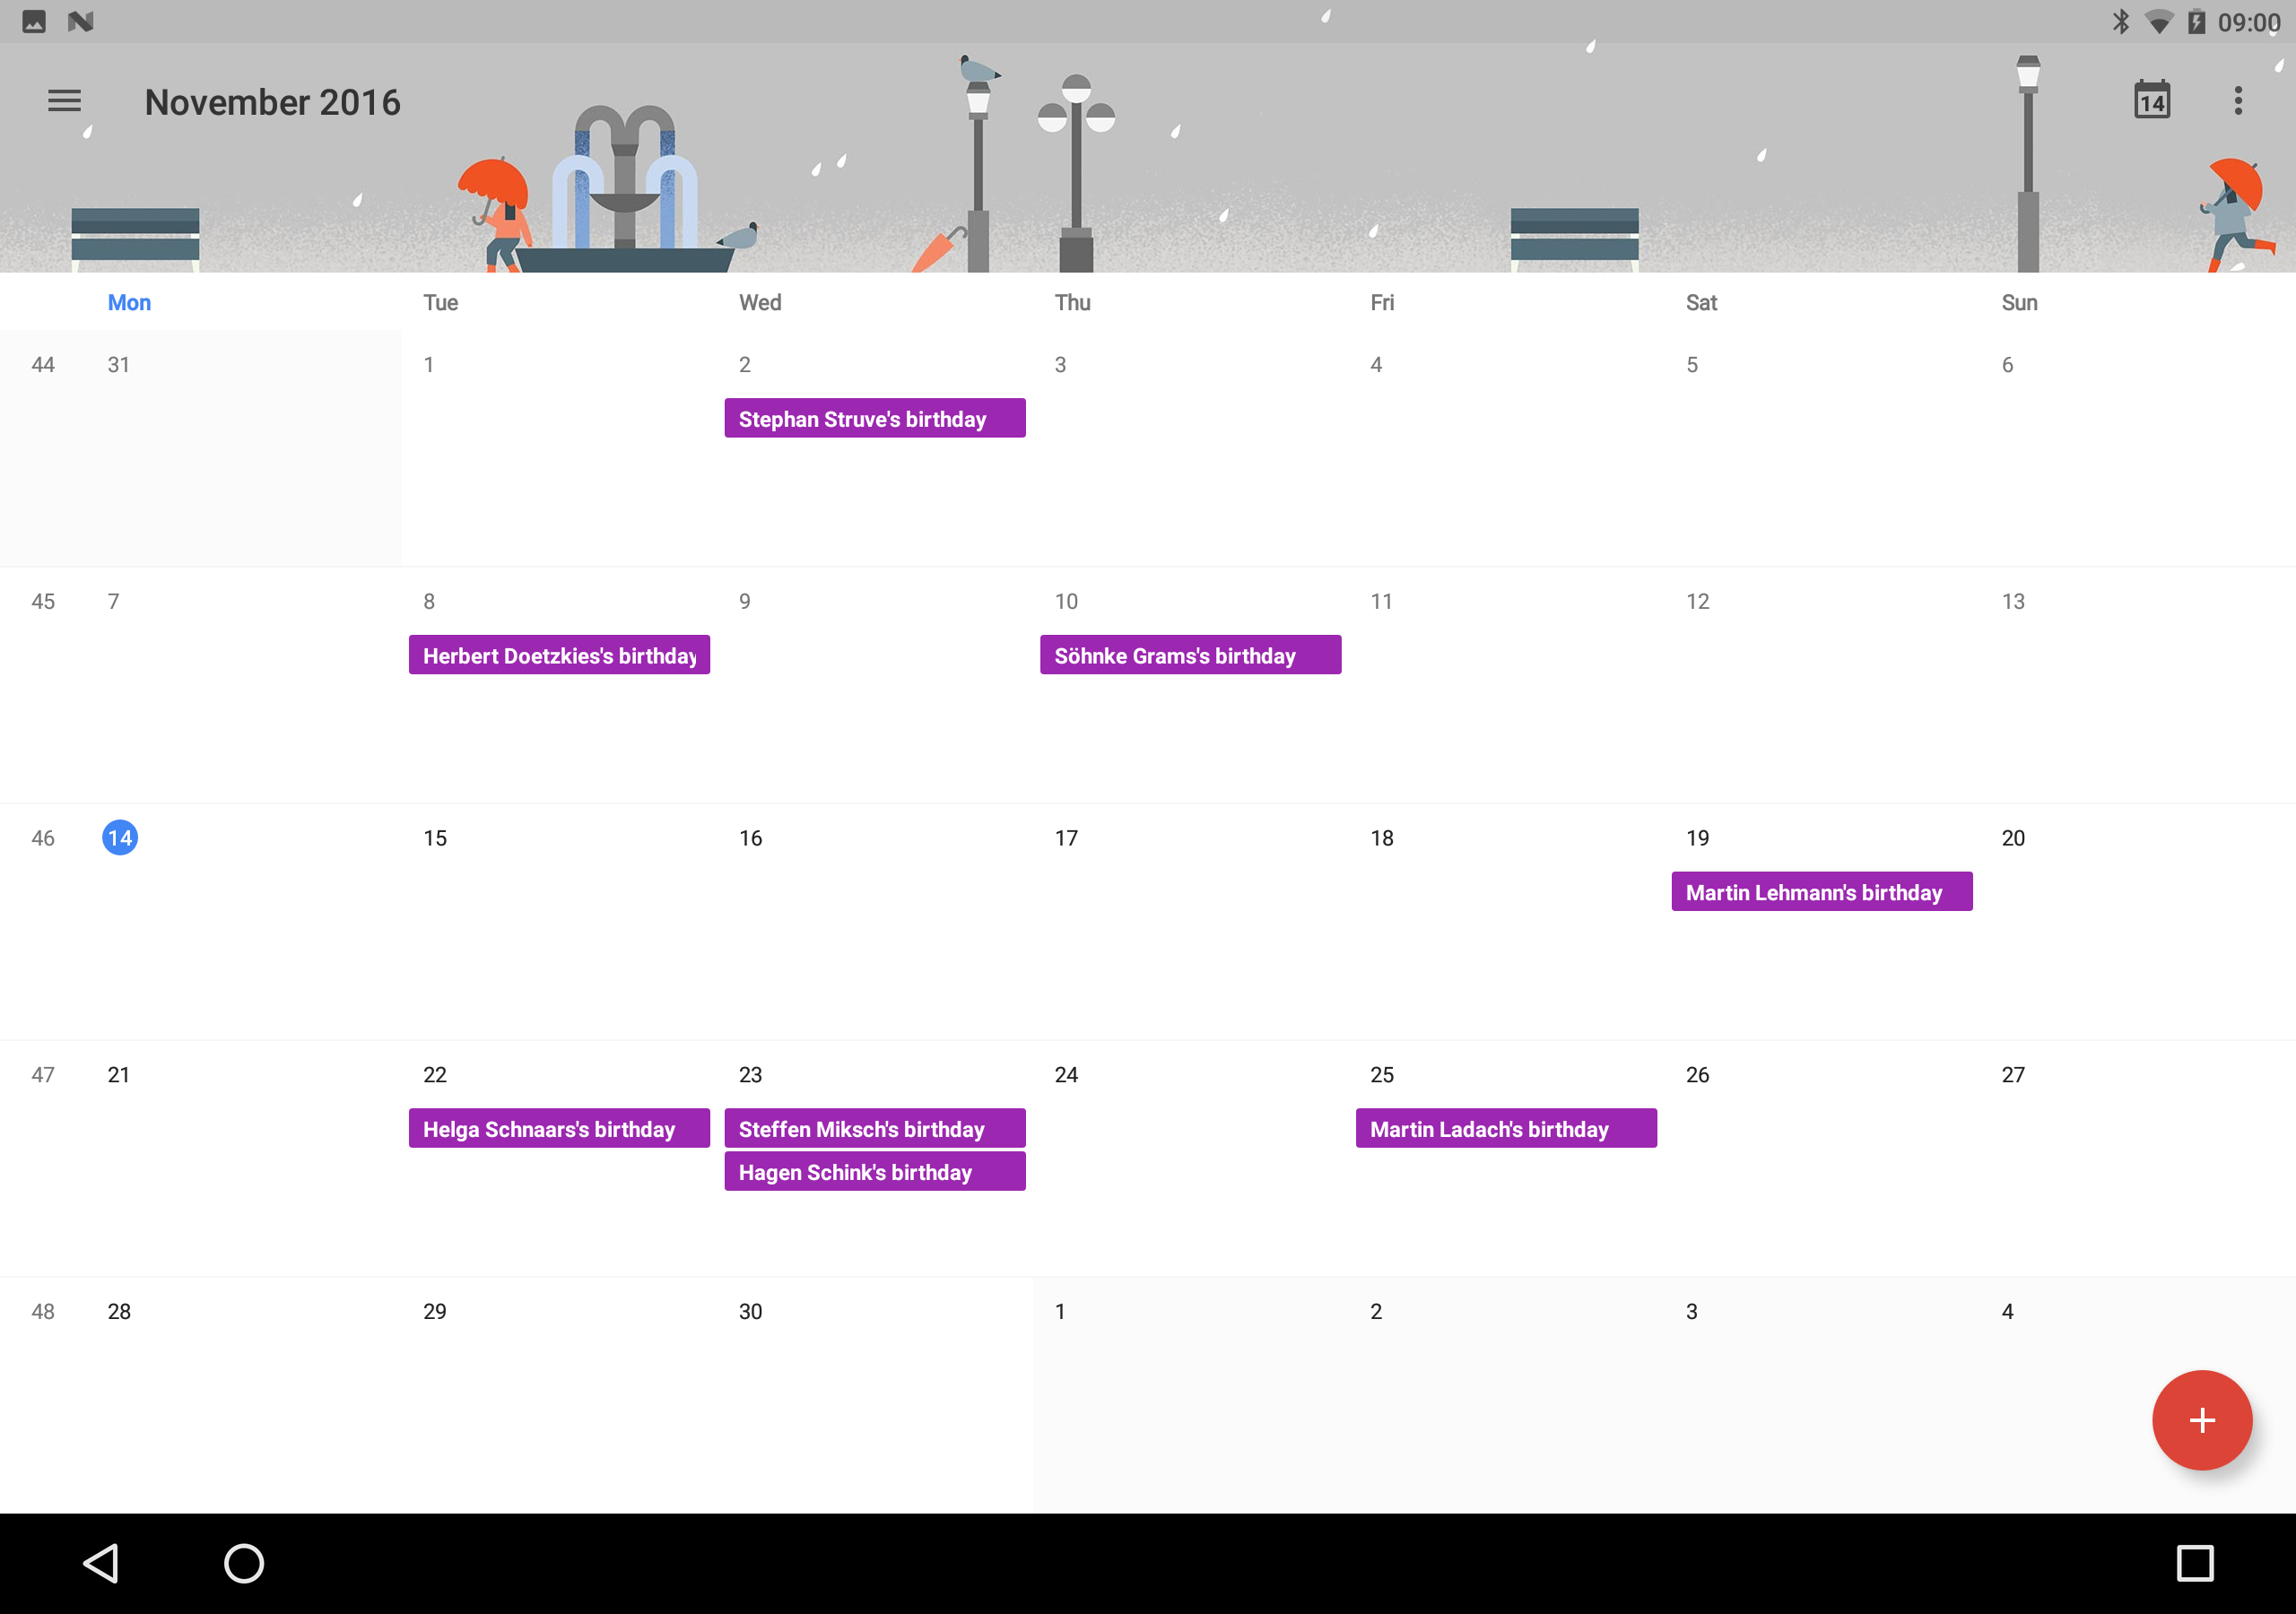 09:00
November 2016
14
Mon Tue Wed Thu Fri Sat Sun
44 31 1 2 3 4 5 6
Stephan Struve's birthday
45 7 8 9 10 11 12 13
Herbert Doetzkies's birthday Söhnke Grams's birthday
46 14 15 16 17 18 19 20
Martin Lehmann's birthday
47 21 22 23 24 25 26 27
Helga Schnaars's birthday Steffen Miksch's birthday Martin Ladach's birthday
Hagen Schink's birthday
48 28 29 30 1 2 3 4